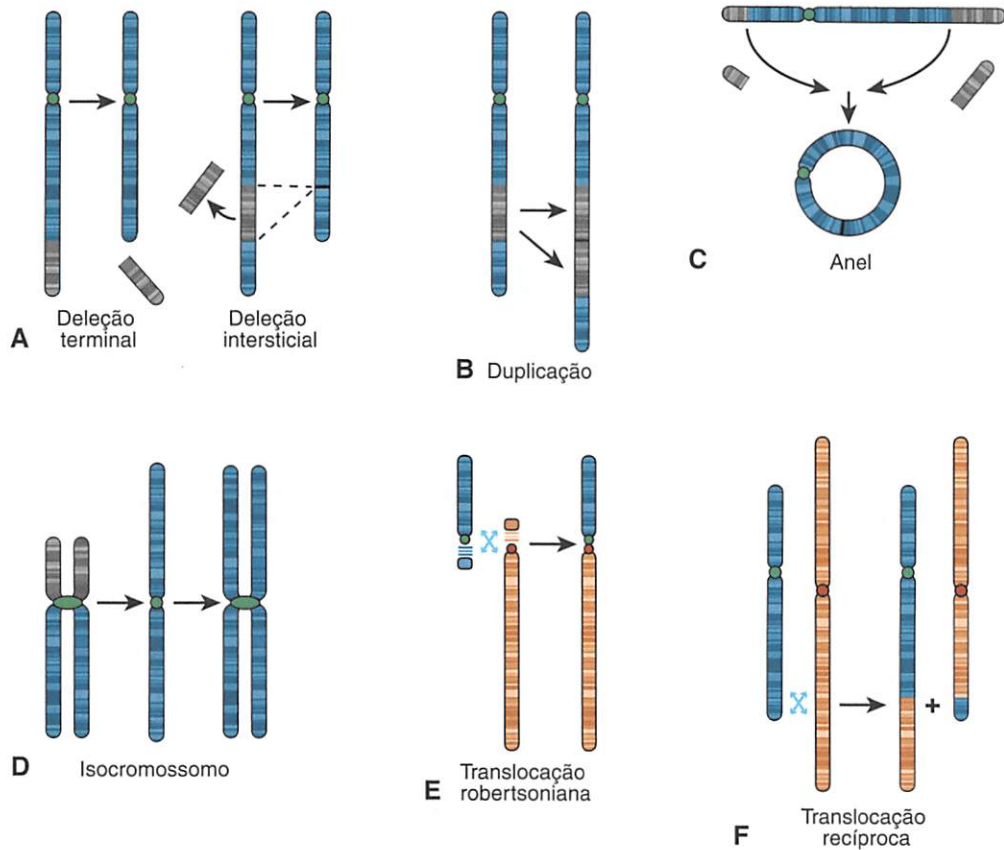 A
Deleção
terminal
Deleção
intersticial
B Duplicação
C
Anel
D
Isocromossomo
E Translocação
robertsoniana
+
F
Translocação
recíproca